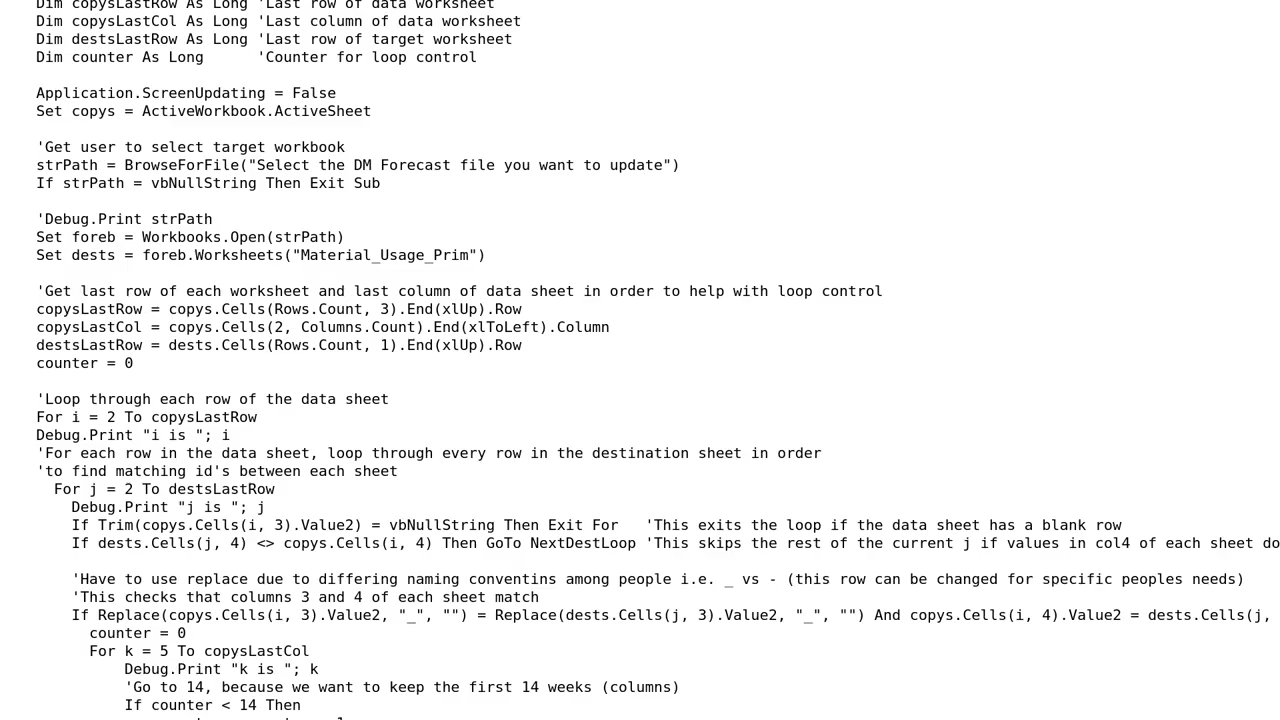 Dim copysLastRow As Long 'Last row of data worksheet
Dim copysLastCol As Long 'Last column of data worksheet
Dim destsLastRow As Long 'Last row of target worksheet
Dim counter As Long      'Counter for loop control

Application.ScreenUpdating = False
Set copys = ActiveWorkbook.ActiveSheet

'Get user to select target workbook
strPath = BrowseForFile("Select the DM Forecast file you want to update")
If strPath = vbNullString Then Exit Sub

'Debug.Print strPath
Set foreb = Workbooks.Open(strPath)
Set dests = foreb.Worksheets("Material_Usage_Prim")

'Get last row of each worksheet and last column of data sheet in order to help with loop control
copysLastRow = copys.Cells(Rows.Count, 3).End(xlUp).Row
copysLastCol = copys.Cells(2, Columns.Count).End(xlToLeft).Column
destsLastRow = dests.Cells(Rows.Count, 1).End(xlUp).Row
counter = 0

'Loop through each row of the data sheet
For i = 2 To copysLastRow
Debug.Print "i is "; i
'For each row in the data sheet, loop through every row in the destination sheet in order
'to find matching id's between each sheet
  For j = 2 To destsLastRow
    Debug.Print "j is "; j
    If Trim(copys.Cells(i, 3).Value2) = vbNullString Then Exit For   'This exits the loop if the data sheet has a blank row
    If dests.Cells(j, 4) <> copys.Cells(i, 4) Then GoTo NextDestLoop 'This skips the rest of the current j if values in col4 of each sheet do

    'Have to use replace due to differing naming conventins among people i.e. _ vs - (this row can be changed for specific peoples needs)
    'This checks that columns 3 and 4 of each sheet match
    If Replace(copys.Cells(i, 3).Value2, "_", "") = Replace(dests.Cells(j, 3).Value2, "_", "") And copys.Cells(i, 4).Value2 = dests.Cells(j,
      counter = 0
      For k = 5 To copysLastCol
          Debug.Print "k is "; k
          'Go to 14, because we want to keep the first 14 weeks (columns)
          If counter < 14 Then